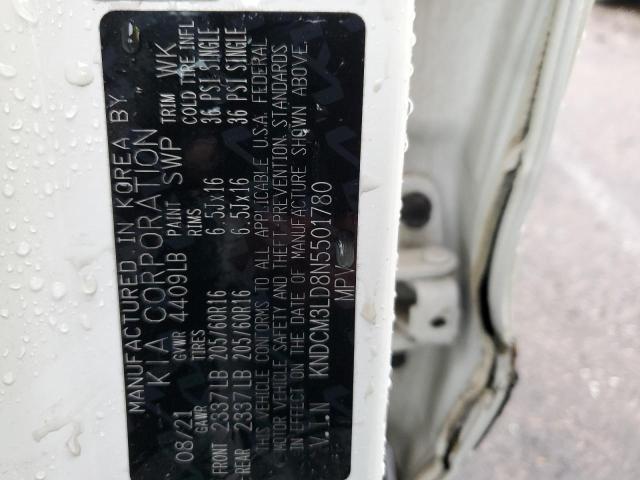 MANUFACTURED IN KOREA BY
KIA CORPORATION
08/21 GVWR 4409LB PAINT SWP TRIM WK
GAWR TIRES RIMS COLD TIRE INFL
FRONT 2337LB 205/60R16 6.5Jx16 36 PSI SINGLE
REAR 2337LB 205/60R16 6.5Jx16 36 PSI SINGLE
THIS VEHICLE CONFORMS TO ALL APPLICABLE U.S.A. FEDERAL
MOTOR VEHICLE SAFETY AND THEFT PREVENTION STANDARDS
IN EFFECT ON THE DATE OF MANUFACTURE SHOWN ABOVE.
V.I.N KNDCM3LD8N5501780
MPV